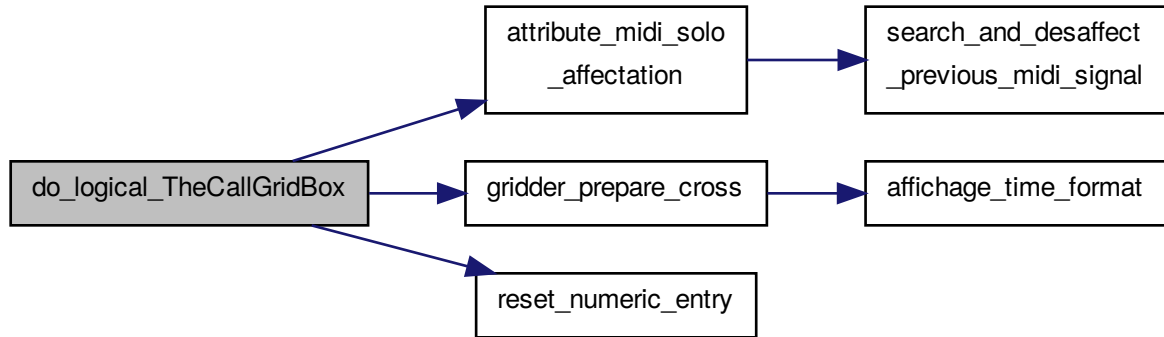 attribute_midi_solo
_affectation
search_and_desaffect
_previous_midi_signal
do_logical_TheCallGridBox
gridder_prepare_cross
affichage_time_format
reset_numeric_entry